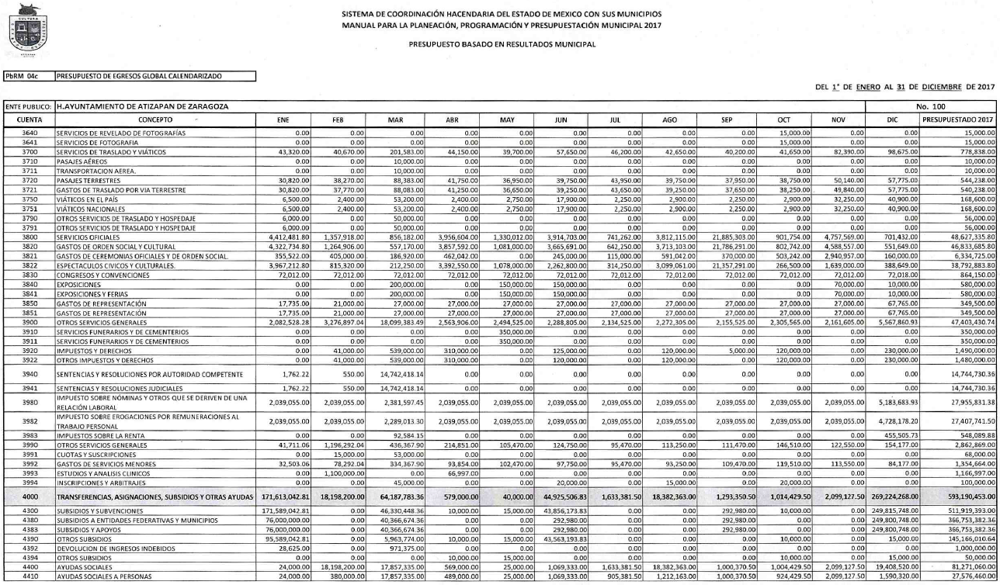 CULTURA
ATIZAPAN
SISTEMA DE COORDINACIÓN HACENDARIA DEL ESTADO DE MEXICO CON SUS MUNICIPIOS
MANUAL PARA LA PLANEACIÓN, PROGRAMACIÓN Y PRESUPUESTACIÓN MUNICIPAL 2017
PRESUPUESTO BASADO EN RESULTADOS MUNICIPAL
PbRM 04c PRESUPUESTO DE EGRESOS GLOBAL CALENDARIZADO
DEL 1° DE ENERO AL 31 DE DICIEMBRE DE 2017
ENTE PUBLICO: H.AYUNTAMIENTO DE ATIZAPAN DE ZARAGOZA No. 100
CUENTA CONCEPTO ENE FEB MAR ABR MAY JUN JUL AGO SEP OCT NOV DIC PRESUPUESTADO 2017
3640 SERVICIOS DE REVELADO DE FOTOGRAFÍAS 0.00 0.00 0.00 0.00 0.00 0.00 0.00 0.00 0.00 15,000.00 0.00 0.00 15,000.00
3641 SERVICIOS DE FOTOGRAFIA 0.00 0.00 0.00 0.00 0.00 0.00 0.00 0.00 0.00 15,000.00 0.00 0.00 15,000.00
3700 SERVICIOS DE TRASLADO Y VIÁTICOS 43,320.00 40,670.00 201,583.00 44,150.00 39,700.00 57,650.00 46,200.00 42,650.00 40,200.00 41,650.00 82,390.00 98,675.00 778,838.00
3710 PASAJES AÉREOS 0.00 0.00 10,000.00 0.00 0.00 0.00 0.00 0.00 0.00 0.00 0.00 0.00 10,000.00
3711 TRANSPORTACION AEREA. 0.00 0.00 10,000.00 0.00 0.00 0.00 0.00 0.00 0.00 0.00 0.00 0.00 10,000.00
3720 PASAJES TERRESTRES 30,820.00 38,270.00 88,383.00 41,750.00 36,950.00 39,750.00 43,950.00 39,750.00 37,950.00 38,750.00 50,140.00 57,775.00 544,238.00
3721 GASTOS DE TRASLADO POR VIA TERRESTRE 30,820.00 37,770.00 88,083.00 41,250.00 36,650.00 39,250.00 43,650.00 39,250.00 37,650.00 38,250.00 49,840.00 57,775.00 540,238.00
3750 VIÁTICOS EN EL PAÍS 6,500.00 2,400.00 53,200.00 2,400.00 2,750.00 17,900.00 2,250.00 2,900.00 2,250.00 2,900.00 32,250.00 40,900.00 168,600.00
3751 VIÁTICOS NACIONALES 6,500.00 2,400.00 53,200.00 2,400.00 2,750.00 17,900.00 2,250.00 2,900.00 2,250.00 2,900.00 32,250.00 40,900.00 168,600.00
3790 OTROS SERVICIOS DE TRASLADO Y HOSPEDAJE 6,000.00 0.00 50,000.00 0.00 0.00 0.00 0.00 0.00 0.00 0.00 0.00 0.00 56,000.00
3791 OTROS SERVICIOS DE TRASLADO Y HOSPEDAJE 6,000.00 0.00 50,000.00 0.00 0.00 0.00 0.00 0.00 0.00 0.00 0.00 0.00 56,000.00
3800 SERVICIOS OFICIALES 4,412,481.80 1,357,918.00 856,182.00 3,956,604.00 1,330,012.00 3,914,703.00 741,262.00 3,812,115.00 21,885,303.00 901,754.00 4,757,569.00 701,432.00 48,627,335.80
3820 GASTOS DE ORDEN SOCIAL Y CULTURAL 4,322,734.80 1,264,906.00 557,170.00 3,857,592.00 1,081,000.00 3,665,691.00 642,250.00 3,713,103.00 21,786,291.00 802,742.00 4,588,557.00 551,649.00 46,833,685.80
3821 GASTOS DE CEREMONIAS OFICIALES Y DE ORDEN SOCIAL. 355,522.00 405,000.00 186,920.00 462,042.00 0.00 245,000.00 115,000.00 591,042.00 370,000.00 503,242.00 2,940,957.00 160,000.00 6,334,725.00
3822 ESPECTACULOS CIVICOS Y CULTURALES. 3,967,212.80 815,320.00 212,250.00 3,392,550.00 1,078,000.00 2,262,800.00 314,250.00 3,099,061.00 21,357,291.00 266,500.00 1,639,000.00 388,649.00 38,792,883.80
3830 CONGRESOS Y CONVENCIONES 72,012.00 72,012.00 72,012.00 72,012.00 72,012.00 72,012.00 72,012.00 72,012.00 72,012.00 72,012.00 72,012.00 72,018.00 864,150.00
3840 EXPOSICIONES 0.00 0.00 200,000.00 0.00 150,000.00 150,000.00 0.00 0.00 0.00 0.00 70,000.00 10,000.00 580,000.00
3841 EXPOSICIONES Y FERIAS 0.00 0.00 200,000.00 0.00 150,000.00 150,000.00 0.00 0.00 0.00 0.00 70,000.00 10,000.00 580,000.00
3850 GASTOS DE REPRESENTACIÓN 17,735.00 21,000.00 27,000.00 27,000.00 27,000.00 27,000.00 27,000.00 27,000.00 27,000.00 27,000.00 27,000.00 67,765.00 349,500.00
3851 GASTOS DE REPRESENTACIÓN 17,735.00 21,000.00 27,000.00 27,000.00 27,000.00 27,000.00 27,000.00 27,000.00 27,000.00 27,000.00 27,000.00 67,765.00 349,500.00
3900 OTROS SERVICIOS GENERALES 2,082,528.28 3,276,897.04 18,099,383.49 2,563,906.00 2,494,525.00 2,288,805.00 2,134,525.00 2,272,305.00 2,155,525.00 2,305,565.00 2,161,605.00 5,567,860.93 47,403,430.74
3910 SERVICIOS FUNERARIOS Y DE CEMENTERIOS 0.00 0.00 0.00 0.00 350,000.00 0.00 0.00 0.00 0.00 0.00 0.00 0.00 350,000.00
3911 SERVICIOS FUNERARIOS Y DE CEMENTERIOS 0.00 0.00 0.00 0.00 350,000.00 0.00 0.00 0.00 0.00 0.00 0.00 0.00 350,000.00
3920 IMPUESTOS Y DERECHOS 0.00 41,000.00 539,000.00 310,000.00 0.00 125,000.00 0.00 120,000.00 5,000.00 120,000.00 0.00 230,000.00 1,490,000.00
3922 OTROS IMPUESTOS Y DERECHOS 0.00 41,000.00 539,000.00 310,000.00 0.00 120,000.00 0.00 120,000.00 0.00 120,000.00 0.00 230,000.00 1,480,000.00
3940 SENTENCIAS Y RESOLUCIONES POR AUTORIDAD COMPETENTE 1,762.22 550.00 14,742,418.14 0.00 0.00 0.00 0.00 0.00 0.00 0.00 0.00 0.00 14,744,730.36
3941 SENTENCIAS Y RESOLUCIONES JUDICIALES 1,762.22 550.00 14,742,418.14 0.00 0.00 0.00 0.00 0.00 0.00 0.00 0.00 0.00 14,744,730.36
3980 IMPUESTO SOBRE NÓMINAS Y OTROS QUE SE DERIVEN DE UNA
RELACIÓN LABORAL 2,039,055.00 2,039,055.00 2,381,597.45 2,039,055.00 2,039,055.00 2,039,055.00 2,039,055.00 2,039,055.00 2,039,055.00 2,039,055.00 2,039,055.00 5,183,683.93 27,955,831.38
3982 IMPUESTO SOBRE EROGACIONES POR REMUNERACIONES AL
TRABAJO PERSONAL 2,039,055.00 2,039,055.00 2,289,013.30 2,039,055.00 2,039,055.00 2,039,055.00 2,039,055.00 2,039,055.00 2,039,055.00 2,039,055.00 2,039,055.00 4,728,178.20 27,407,741.50
3983 IMPUESTOS SOBRE LA RENTA 0.00 0.00 92,584.15 0.00 0.00 0.00 0.00 0.00 0.00 0.00 0.00 455,505.73 548,089.88
3990 OTROS SERVICIOS GENERALES 41,711.06 1,196,292.04 436,367.90 214,851.00 105,470.00 124,750.00 95,470.00 113,250.00 111,470.00 146,510.00 122,550.00 154,177.00 2,862,869.00
3991 CUOTAS Y SUSCRIPCIONES 0.00 15,000.00 53,000.00 0.00 0.00 0.00 0.00 0.00 0.00 0.00 0.00 0.00 68,000.00
3992 GASTOS DE SERVICIOS MENORES 32,503.06 78,292.04 334,367.90 93,854.00 102,470.00 97,750.00 95,470.00 93,250.00 109,470.00 119,510.00 113,550.00 84,177.00 1,354,664.00
3993 ESTUDIOS Y ANALISIS CLINICOS 0.00 1,100,000.00 0.00 66,997.00 0.00 0.00 0.00 0.00 0.00 0.00 0.00 0.00 1,166,997.00
3994 INSCRIPCIONES Y ARBITRAJES 0.00 0.00 45,000.00 0.00 0.00 20,000.00 0.00 15,000.00 0.00 20,000.00 0.00 0.00 100,000.00
4000 TRANSFERENCIAS, ASIGNACIONES, SUBSIDIOS Y OTRAS AYUDAS 171,613,042.81 18,198,200.00 64,187,783.36 579,000.00 40,000.00 44,925,506.83 1,633,381.50 18,382,363.00 1,293,350.50 1,014,429.50 2,099,127.50 269,224,268.00 593,190,453.00
4300 SUBSIDIOS Y SUBVENCIONES 171,589,042.81 0.00 46,330,448.36 10,000.00 15,000.00 43,856,173.83 0.00 0.00 292,980.00 10,000.00 0.00 249,815,748.00 511,919,393.00
4380 SUBSIDIOS A ENTIDADES FEDERATIVAS Y MUNICIPIOS 76,000,000.00 0.00 40,366,674.36 0.00 0.00 292,980.00 0.00 0.00 292,980.00 0.00 0.00 249,800,748.00 366,753,382.36
4383 SUBSIDIOS Y APOYOS 76,000,000.00 0.00 40,366,674.36 0.00 0.00 292,980.00 0.00 0.00 292,980.00 0.00 0.00 249,800,748.00 366,753,382.36
4390 OTROS SUBSIDIOS 95,589,042.81 0.00 5,963,774.00 10,000.00 15,000.00 43,563,193.83 0.00 0.00 0.00 10,000.00 0.00 15,000.00 145,166,010.64
4392 DEVOLUCION DE INGRESOS INDEBIDOS 28,625.00 0.00 971,375.00 0.00 0.00 0.00 0.00 0.00 0.00 0.00 0.00 0.00 1,000,000.00
4394 OTROS SUBSIDIOS 0.00 0.00 0.00 10,000.00 15,000.00 0.00 0.00 0.00 0.00 10,000.00 0.00 15,000.00 50,000.00
4400 AYUDAS SOCIALES 24,000.00 18,198,200.00 17,857,335.00 569,000.00 25,000.00 1,069,333.00 1,633,381.50 18,382,363.00 1,000,370.50 1,004,429.50 2,099,127.50 19,408,520.00 81,271,060.00
4410 AYUDAS SOCIALES A PERSONAS 24,000.00 380,000.00 17,857,335.00 489,000.00 25,000.00 1,069,333.00 905,381.50 1,212,163.00 1,000,370.50 924,429.50 2,099,127.50 1,590,320.00 27,576,460.00